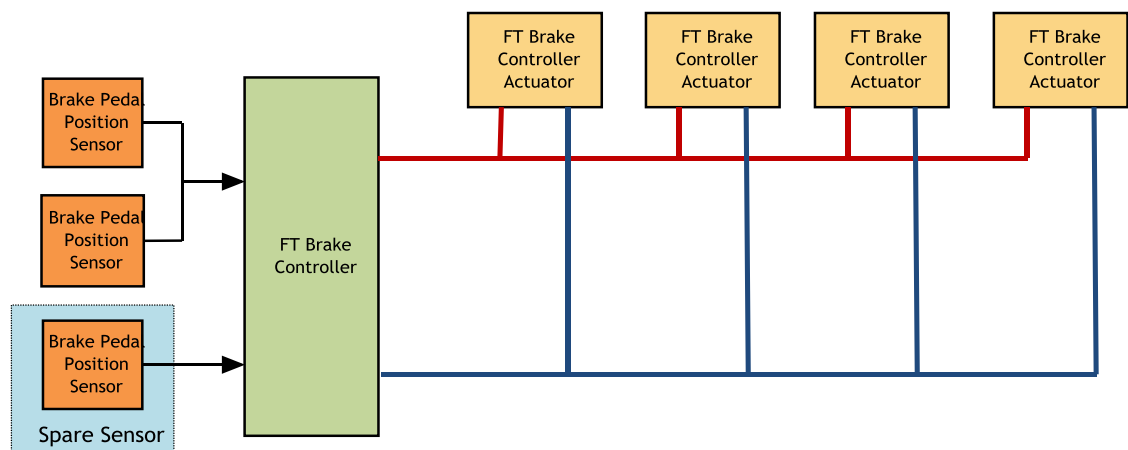 FT Brake
Controller
Actuator
FT Brake
Controller
Actuator
FT Brake
Controller
Actuator
FT Brake
Controller
Actuator
Brake Pedal
Position
Sensor
Brake Pedal
Position
Sensor
FT Brake
Controller
Brake Pedal
Position
Sensor
Spare Sensor